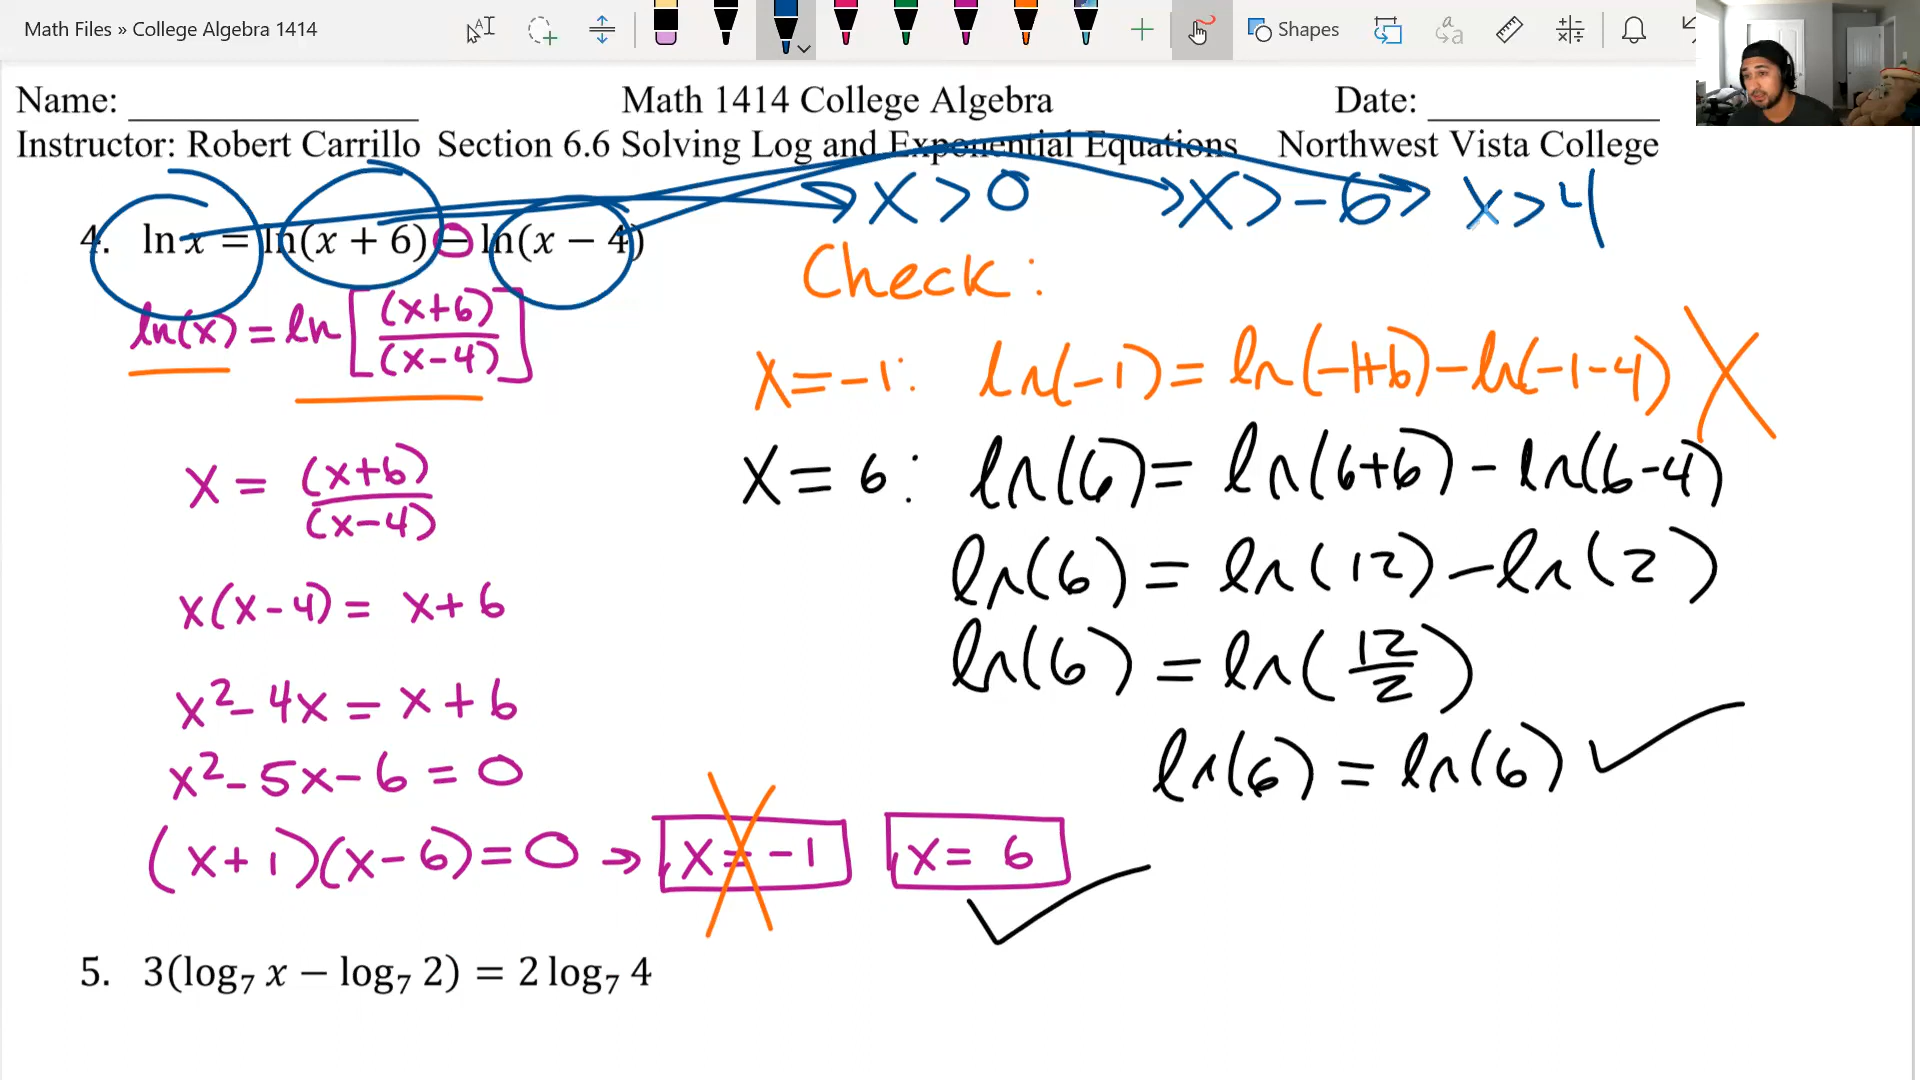 Math Files » College Algebra 1414
Shapes
Name: ____________ Math 1414 College Algebra Date: ____________
Instructor: Robert Carrillo Section 6.6 Solving Log and Exponential Equations Northwest Vista College
x > 0 x > -6 x > 4
4. ln x = ln(x + 6) − ln(x − 4)
Check:
ln(x) = ln [(x+6)/(x-4)]
x = -1: ln(-1) = ln(-1+6) - ln(-1-4) X
x = (x+6)/(x-4)
x = 6: ln(6) = ln(6+6) - ln(6-4)
ln(6) = ln(12) - ln(2)
x(x-4) = x+6
ln(6) = ln(12/2)
x² - 4x = x + 6
x² - 5x - 6 = 0
ln(6) = ln(6) ✓
(x+1)(x-6) = 0 → x = -1 x = 6 ✓
5. 3(log₇ x − log₇ 2) = 2 log₇ 4